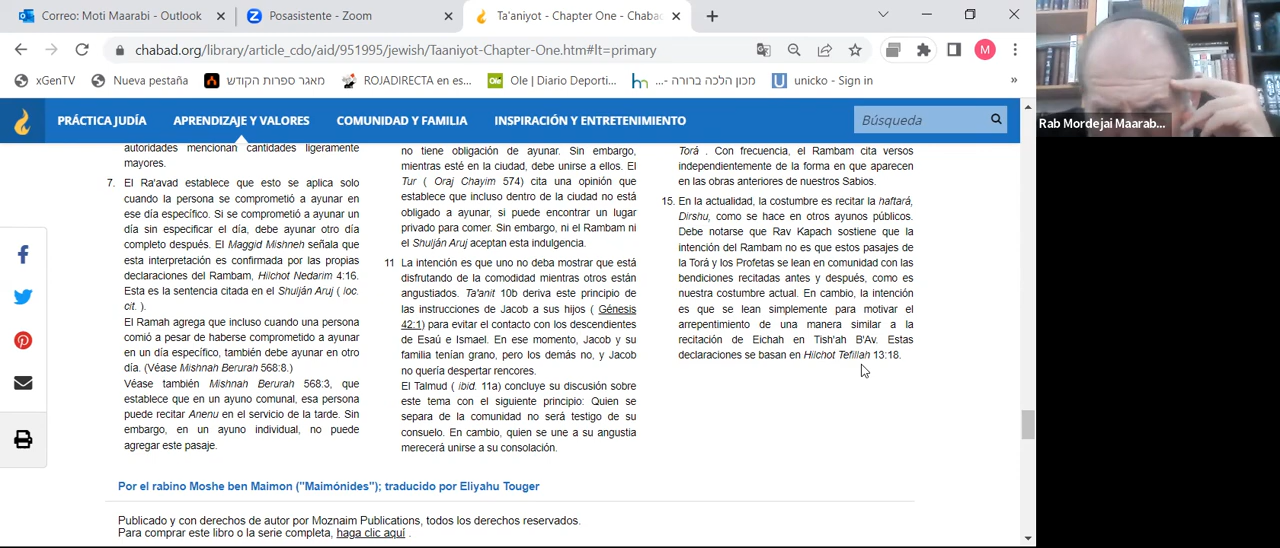 Correo: Moti Maarabi - Outlook
Posasistente - Zoom
Ta'aniyot - Chapter One - Chabad
chabad.org/library/article_cdo/aid/951995/jewish/Taaniyot-Chapter-One.htm#lt=primary
M
xGenTV
Nueva pestaña
מאגר ספרות הקודש
ROJADIRECTA en es...
Ole | Diario Deporti...
מכון הלכה ברורה -...
unicko - Sign in
»
PRÁCTICA JUDÍA
APRENDIZAJE Y VALORES
COMUNIDAD Y FAMILIA
INSPIRACIÓN Y ENTRETENIMIENTO
Búsqueda
Rab Mordejai Maarab...
autoridades mencionan cantidades ligeramente
mayores.
7. El Ra'avad establece que esto se aplica solo
cuando la persona se comprometió a ayunar en
ese día específico. Si se comprometió a ayunar un
día sin especificar el día, debe ayunar otro día
completo después. El Maggid Mishneh señala que
esta interpretación es confirmada por las propias
declaraciones del Rambam, Hilchot Nedarim 4:16.
Esta es la sentencia citada en el Shulján Aruj ( loc.
cit. ).
El Ramah agrega que incluso cuando una persona
comió a pesar de haberse comprometido a ayunar
en un día específico, también debe ayunar en otro
día. (Véase Mishnah Berurah 568:8.)
Véase también Mishnah Berurah 568:3, que
establece que en un ayuno comunal, esa persona
puede recitar Anenu en el servicio de la tarde. Sin
embargo, en un ayuno individual, no puede
agregar este pasaje.
no tiene obligación de ayunar. Sin embargo,
mientras esté en la ciudad, debe unirse a ellos. El
Tur ( Oraj Chayim 574) cita una opinión que
establece que incluso dentro de la ciudad no está
obligado a ayunar, si puede encontrar un lugar
privado para comer. Sin embargo, ni el Rambam ni
el Shulján Aruj aceptan esta indulgencia.
11 La intención es que uno no deba mostrar que está
disfrutando de la comodidad mientras otros están
angustiados. Ta'anit 10b deriva este principio de
las instrucciones de Jacob a sus hijos ( Génesis
42:1) para evitar el contacto con los descendientes
de Esaú e Ismael. En ese momento, Jacob y su
familia tenían grano, pero los demás no, y Jacob
no quería despertar rencores.
El Talmud ( ibid. 11a) concluye su discusión sobre
este tema con el siguiente principio: Quien se
separa de la comunidad no será testigo de su
consuelo. En cambio, quien se une a su angustia
merecerá unirse a su consolación.
Torá . Con frecuencia, el Rambam cita versos
independientemente de la forma en que aparecen
en las obras anteriores de nuestros Sabios.
15. En la actualidad, la costumbre es recitar la haftará,
Dirshu, como se hace en otros ayunos públicos.
Debe notarse que Rav Kapach sostiene que la
intención del Rambam no es que estos pasajes de
la Torá y los Profetas se lean en comunidad con las
bendiciones recitadas antes y después, como es
nuestra costumbre actual. En cambio, la intención
es que se lean simplemente para motivar el
arrepentimiento de una manera similar a la
recitación de Eichah en Tish'ah B'Av. Estas
declaraciones se basan en Hilchot Tefillah 13:18.
Por el rabino Moshe ben Maimon ("Maimónides"); traducido por Eliyahu Touger
Publicado y con derechos de autor por Moznaim Publications, todos los derechos reservados.
Para comprar este libro o la serie completa, haga clic aquí .